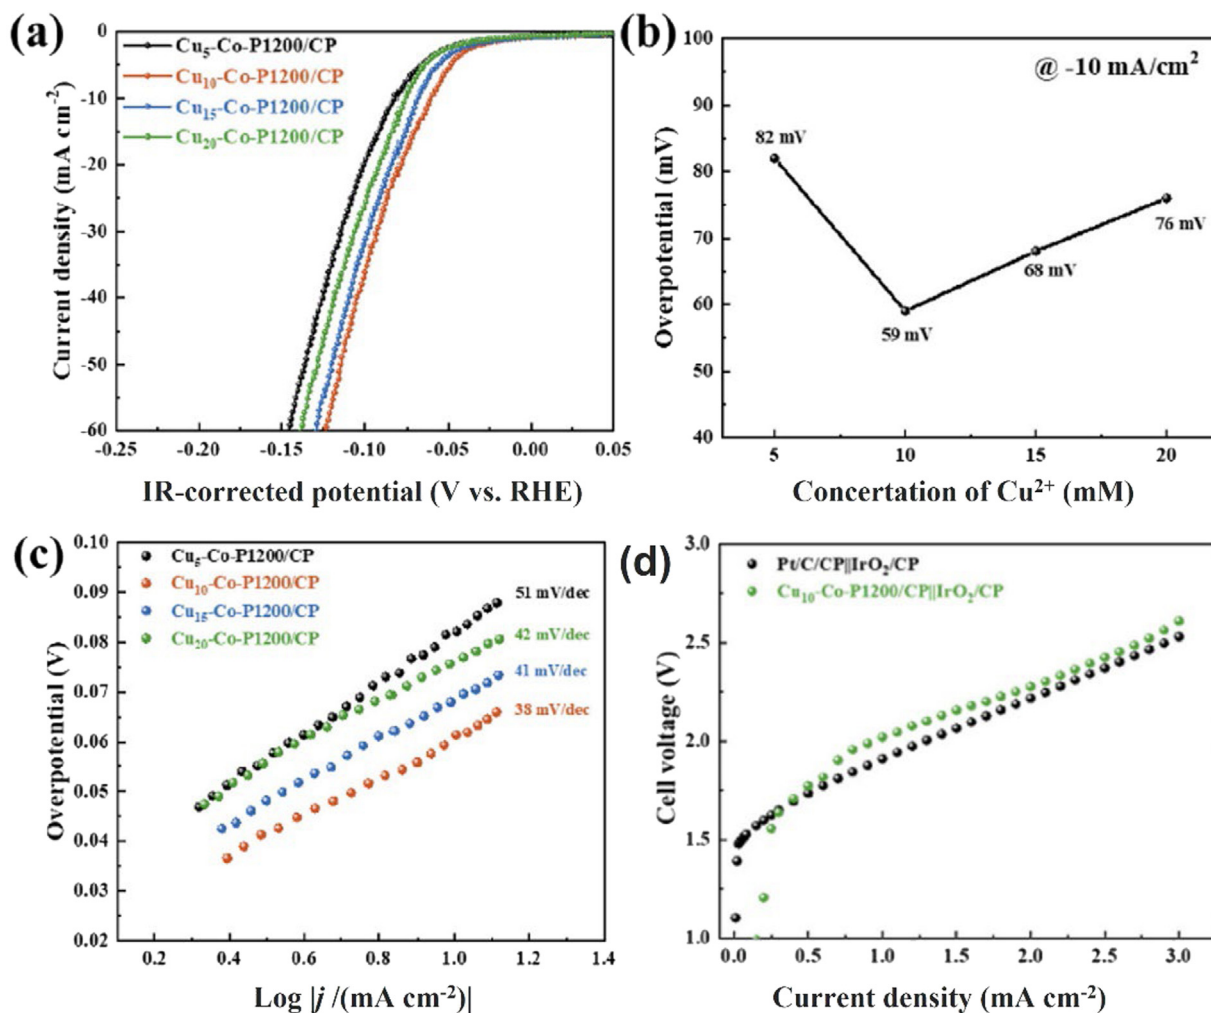 (a)
Cu₅-Co-P1200/CP
Cu₁₀-Co-P1200/CP
Cu₁₅-Co-P1200/CP
Cu₂₀-Co-P1200/CP
0
-10
-20
-30
-40
-50
-60
Current density (mA cm⁻²)
-0.25 -0.20 -0.15 -0.10 -0.05 0.00 0.05
IR-corrected potential (V vs. RHE)
(b)
@ -10 mA/cm²
100
90
80
70
60
50
40
Overpotential (mV)
82 mV
59 mV
68 mV
76 mV
5 10 15 20
Concertation of Cu²⁺ (mM)
(c)
Cu₅-Co-P1200/CP
Cu₁₀-Co-P1200/CP
Cu₁₅-Co-P1200/CP
Cu₂₀-Co-P1200/CP
51 mV/dec
42 mV/dec
41 mV/dec
38 mV/dec
0.10
0.09
0.08
0.07
0.06
0.05
0.04
0.03
0.02
Overpotential (V)
0.2 0.4 0.6 0.8 1.0 1.2 1.4
Log |j /(mA cm⁻²)|
(d)
Pt/C/CP||IrO₂/CP
Cu₁₀-Co-P1200/CP||IrO₂/CP
3.0
2.5
2.0
1.5
1.0
Cell voltage (V)
0.0 0.5 1.0 1.5 2.0 2.5 3.0
Current density (mA cm⁻²)